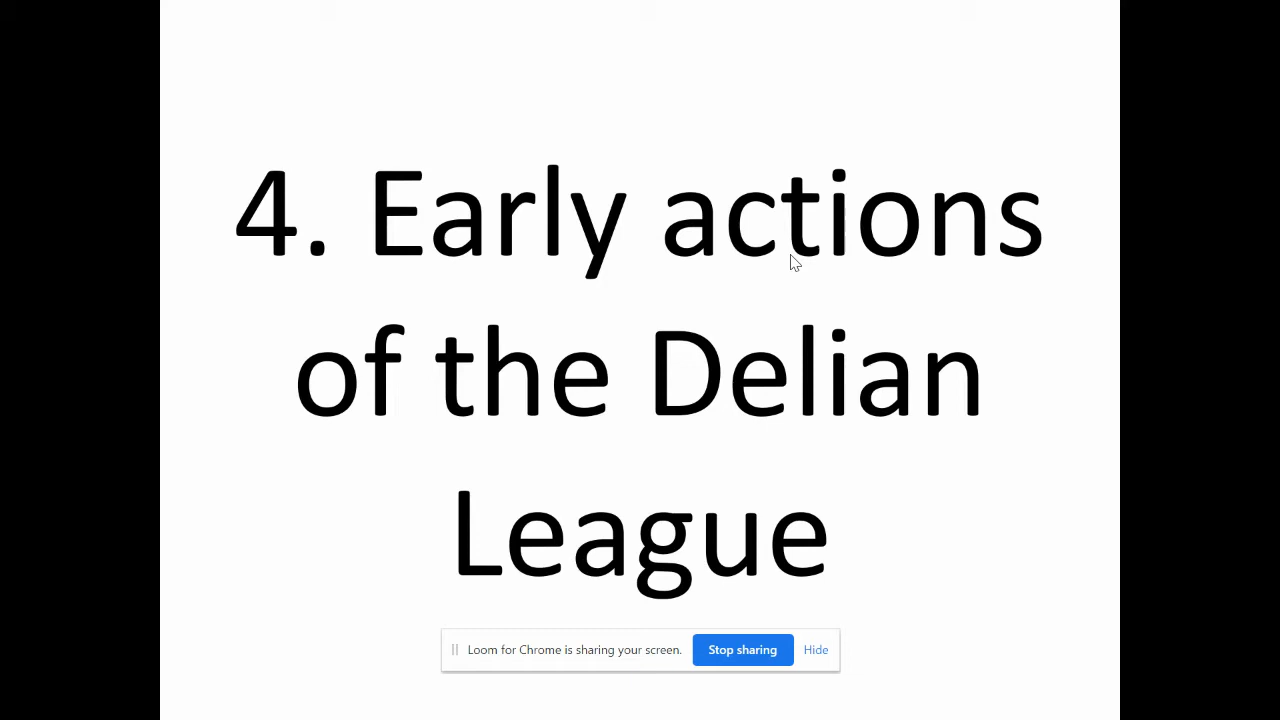 4. Early actions
of the Delian
League
Loom for Chrome is sharing your screen. Stop sharing Hide